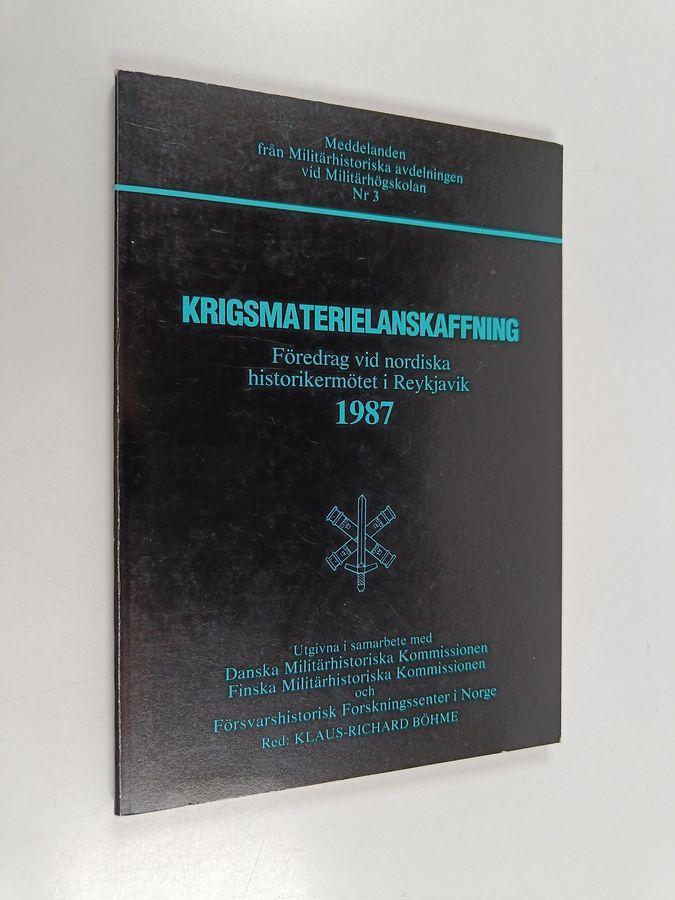 Meddelanden
från Militärhistoriska avdelningen
vid Militärhögskolan
Nr 3
KRIGSMATERIELANSKAFFNING
Föredrag vid nordiska
historikermötet i Reykjavik
1987
Utgivna i samarbete med
Danska Militärhistoriska Kommissionen
Finska Militärhistoriska Kommissionen
och
Försvarshistorisk Forskningssenter i Norge
Red: KLAUS-RICHARD BÖHME